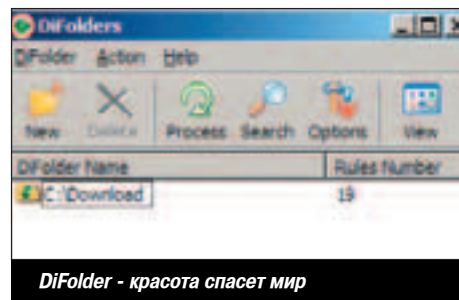 DiFolders
DiFolder Action Help
New Delete Process Search Options View
DiFolder Name Rules Number
C:\Download 19
DiFolder - красота спасет мир